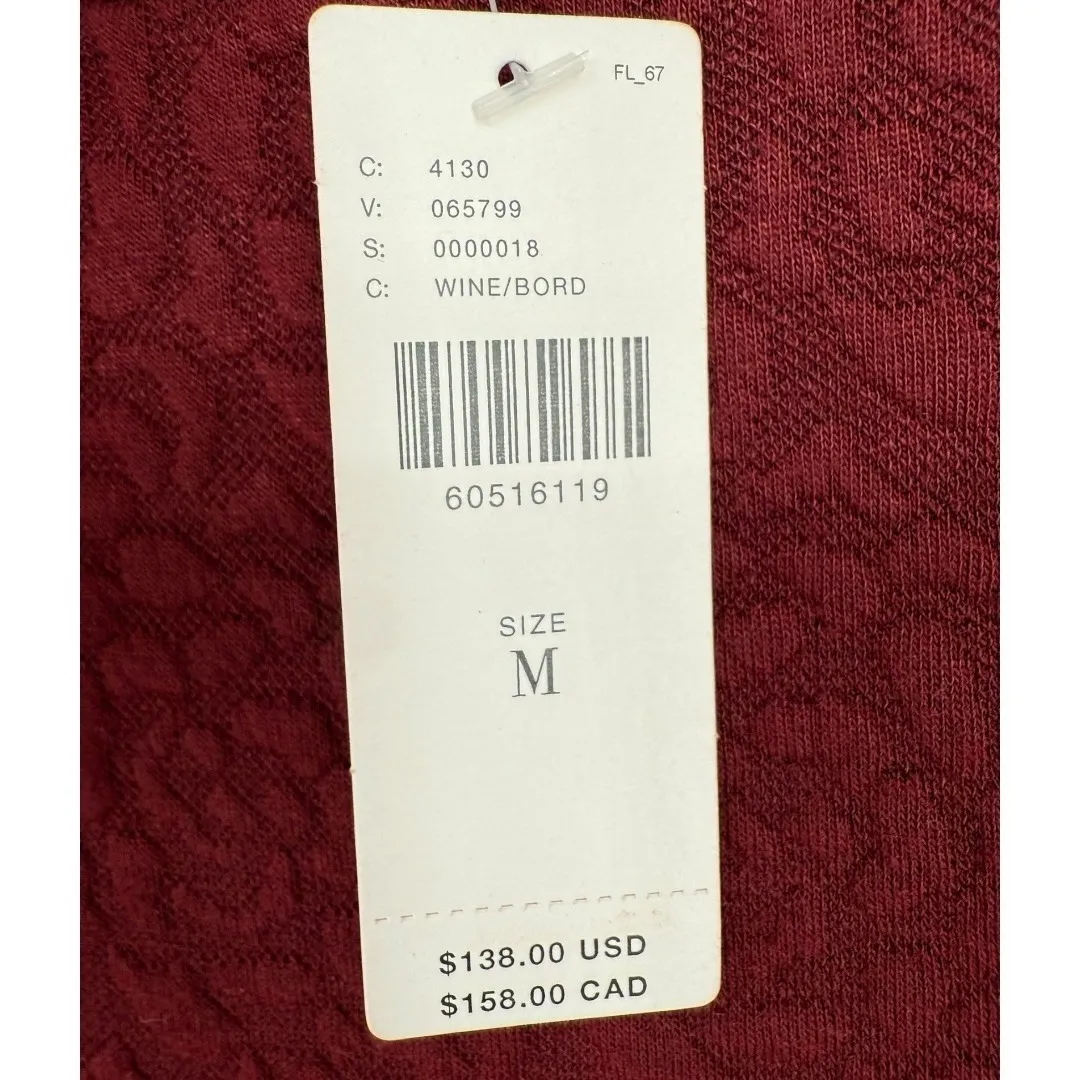 FL_67
C: 4130
V: 065799
S: 0000018
C: WINE/BORD
60516119
SIZE
M
$138.00 USD
$158.00 CAD